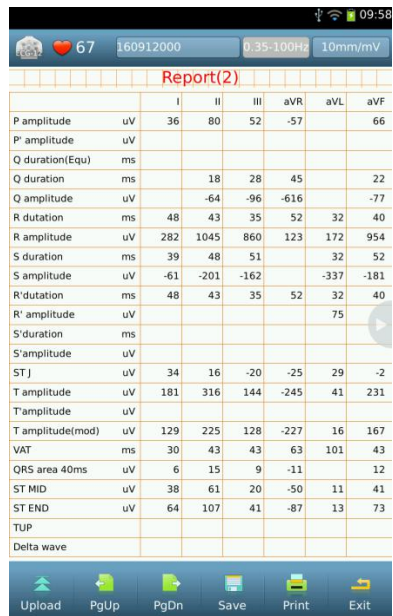 09:58
67 160912000 0.35-100Hz 10mm/mV
Report(2)
I II III aVR aVL aVF
P amplitude uV 36 80 52 -57 66
P' amplitude uV
Q duration(Equ) ms
Q duration ms 18 28 45 22
Q amplitude uV -64 -96 -616 -77
R dutation ms 48 43 35 52 32 40
R amplitude uV 282 1045 860 123 172 954
S duration ms 39 48 51 32 52
S amplitude uV -61 -201 -162 -337 -181
R'dutation ms 48 43 35 52 32 40
R' amplitude uV 75
S'duration ms
S'amplitude uV
ST J uV 34 16 -20 -25 29 -2
T amplitude uV 181 316 144 -245 41 231
T'amplitude uV
T amplitude(mod) uV 129 225 128 -227 16 167
VAT ms 30 43 43 63 101 43
QRS area 40ms uV 6 15 9 -11 12
ST MID uV 38 61 20 -50 11 41
ST END uV 64 107 41 -87 13 73
TUP
Delta wave
Upload PgUp PgDn Save Print Exit